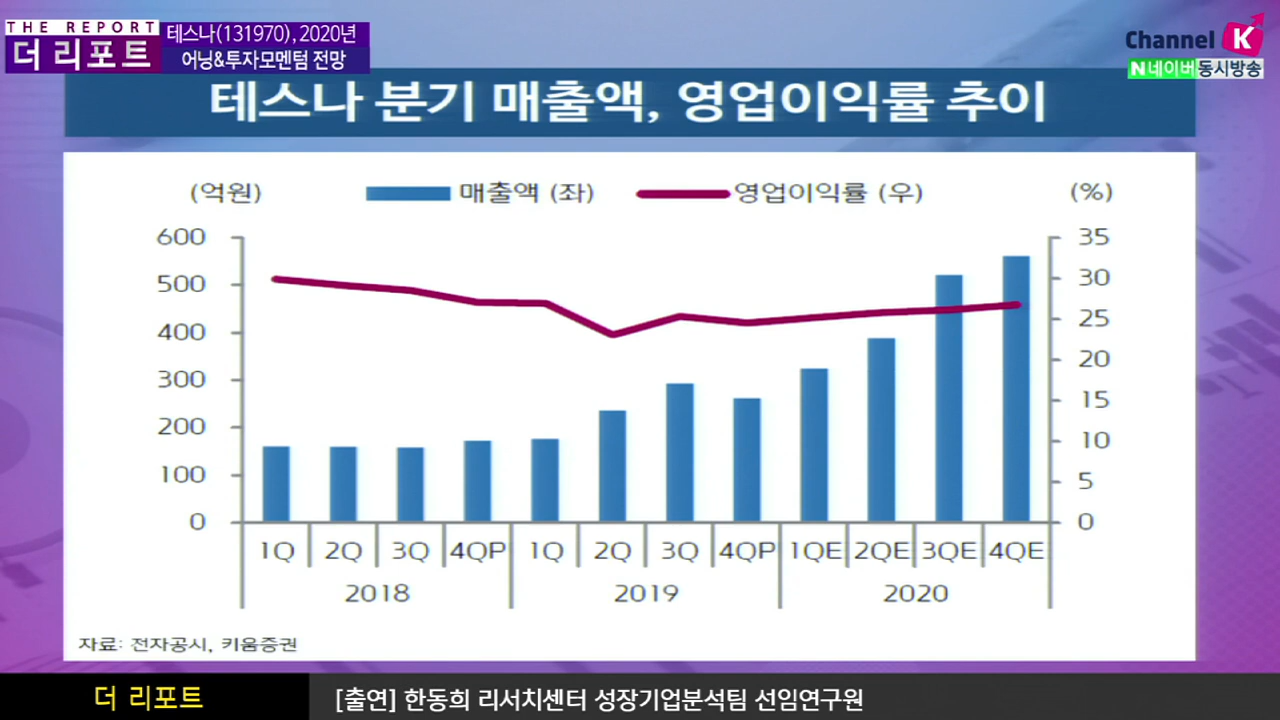 THE REPORT
더 리포트
테스나(131970), 2020년
어닝&투자모멘텀 전망
Channel K
N네이버 동시방송
테스나 분기 매출액, 영업이익률 추이
(억원) 매출액 (좌) 영업이익률 (우) (%)
600 35
500 30
400 25
300 20
200 15
100 10
0 5
0
1Q 2Q 3Q 4QP 1Q 2Q 3Q 4QP 1QE 2QE 3QE 4QE
2018 2019 2020
자료: 전자공시, 키움증권
더 리포트
[출연] 한동희 리서치센터 성장기업분석팀 선임연구원